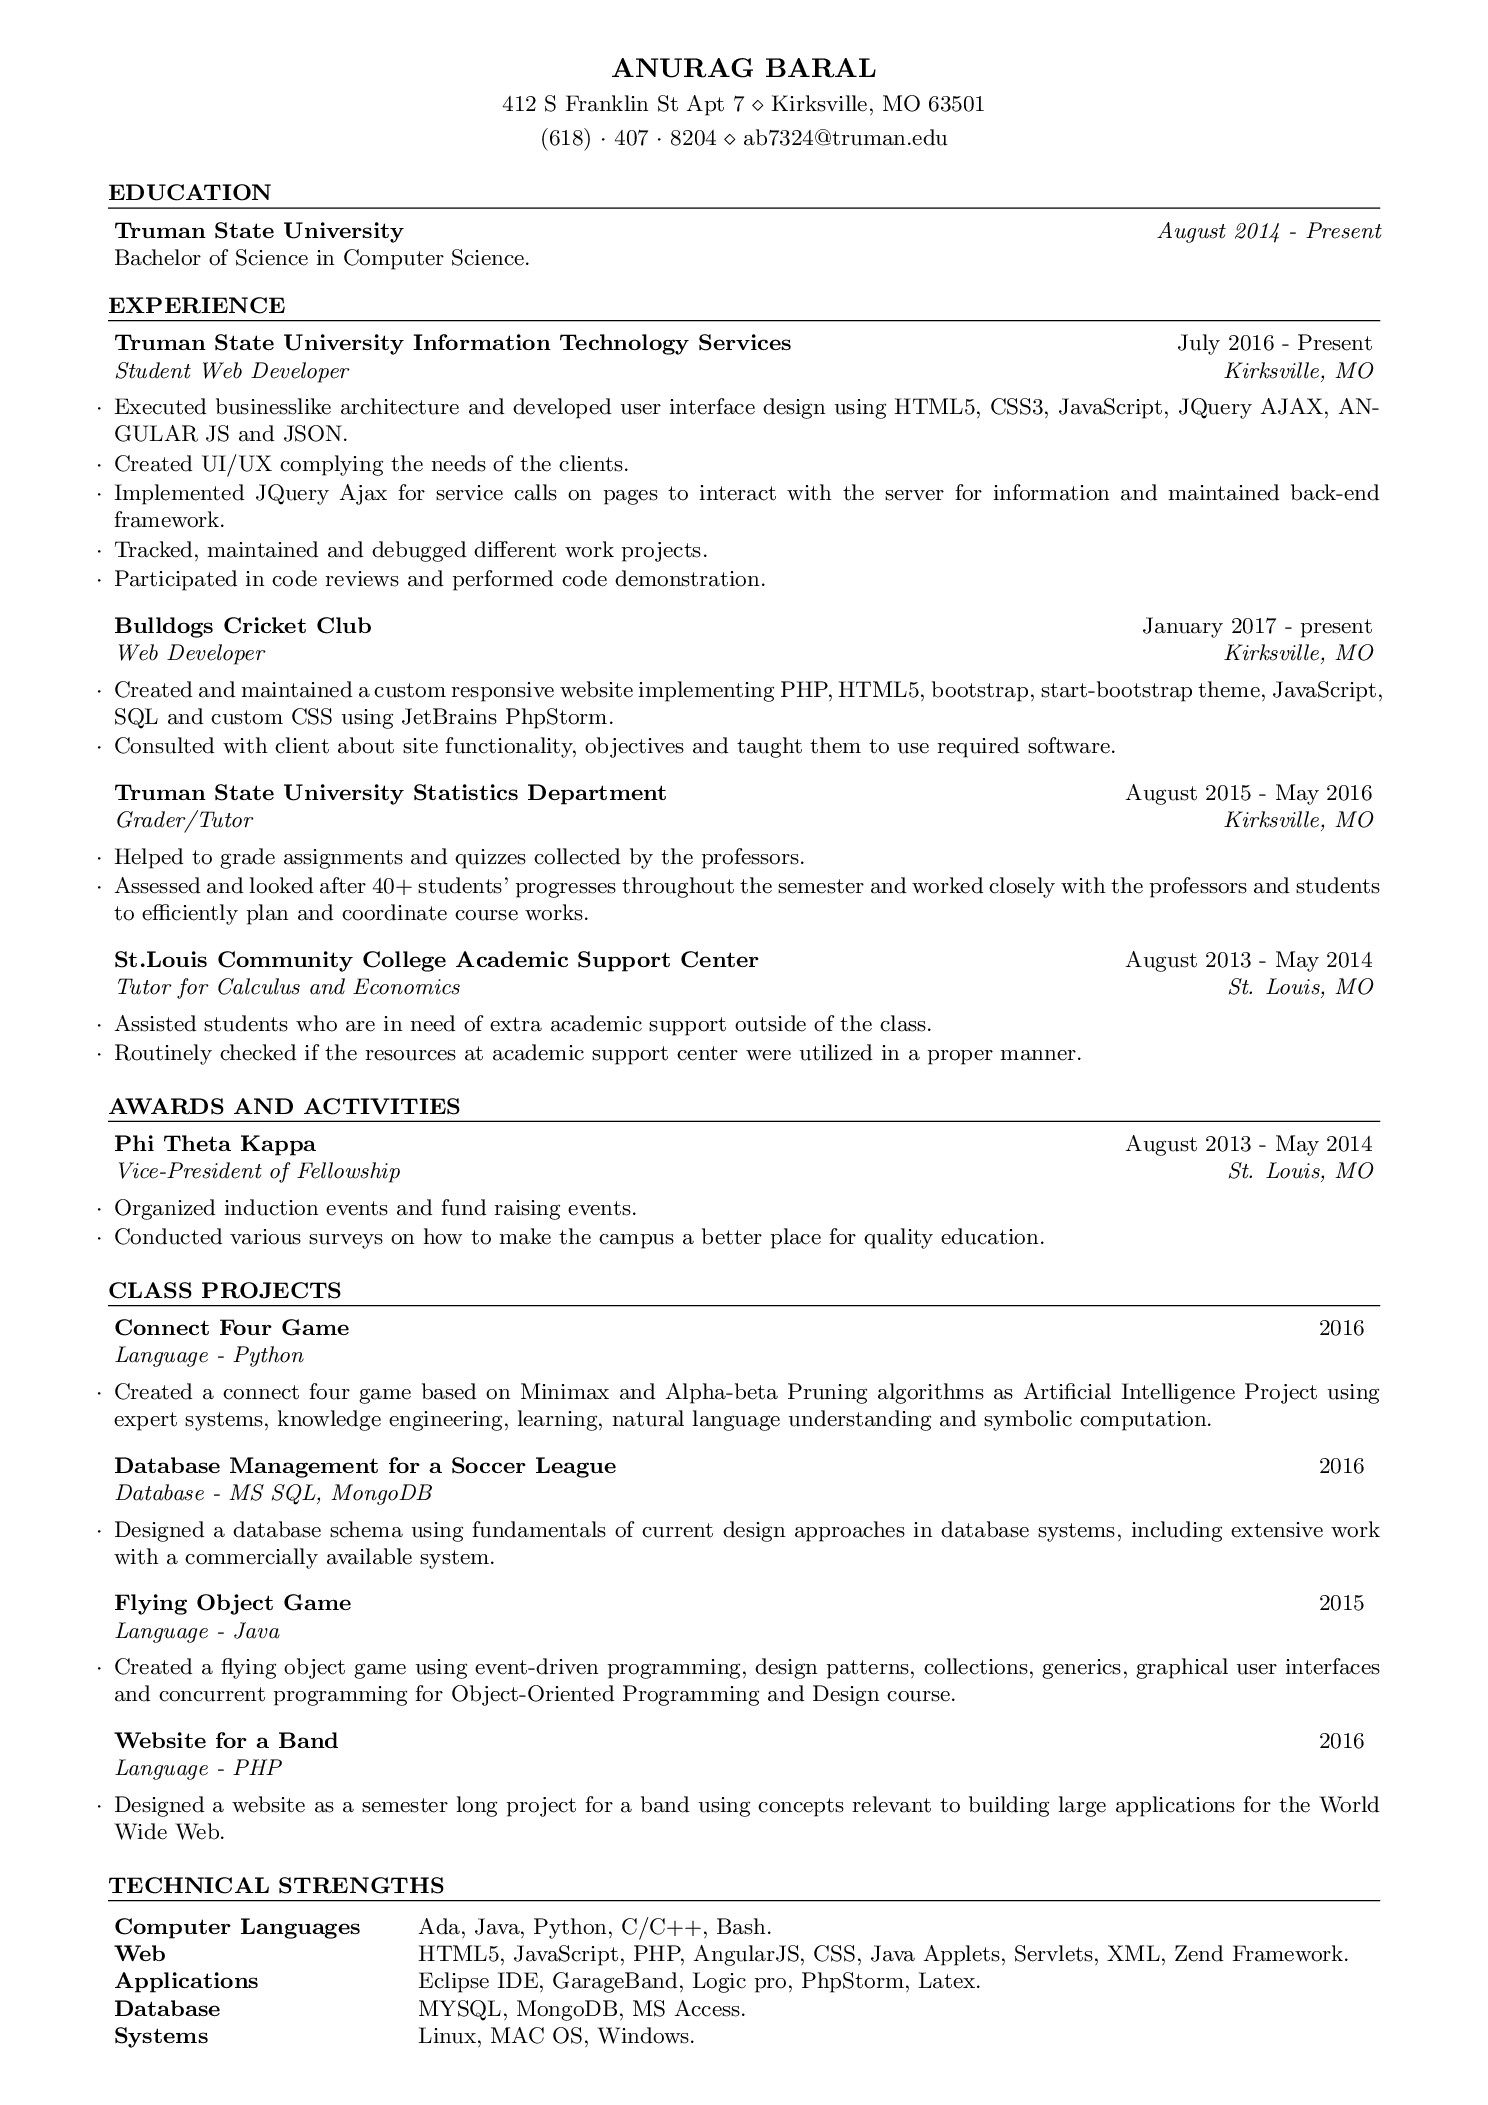 ANURAG BARAL
412 S Franklin St Apt 7 ⋄ Kirksville, MO 63501
(618) · 407 · 8204 ⋄ ab7324@truman.edu
EDUCATION
Truman State University August 2014 - Present
Bachelor of Science in Computer Science.
EXPERIENCE
Truman State University Information Technology Services July 2016 - Present
Student Web Developer Kirksville, MO
· Executed businesslike architecture and developed user interface design using HTML5, CSS3, JavaScript, JQuery AJAX, AN-
GULAR JS and JSON.
· Created UI/UX complying the needs of the clients.
· Implemented JQuery Ajax for service calls on pages to interact with the server for information and maintained back-end
framework.
· Tracked, maintained and debugged different work projects.
· Participated in code reviews and performed code demonstration.
Bulldogs Cricket Club January 2017 - present
Web Developer Kirksville, MO
· Created and maintained a custom responsive website implementing PHP, HTML5, bootstrap, start-bootstrap theme, JavaScript,
SQL and custom CSS using JetBrains PhpStorm.
· Consulted with client about site functionality, objectives and taught them to use required software.
Truman State University Statistics Department August 2015 - May 2016
Grader/Tutor Kirksville, MO
· Helped to grade assignments and quizzes collected by the professors.
· Assessed and looked after 40+ students' progresses throughout the semester and worked closely with the professors and students
to efficiently plan and coordinate course works.
St.Louis Community College Academic Support Center August 2013 - May 2014
Tutor for Calculus and Economics St. Louis, MO
· Assisted students who are in need of extra academic support outside of the class.
· Routinely checked if the resources at academic support center were utilized in a proper manner.
AWARDS AND ACTIVITIES
Phi Theta Kappa August 2013 - May 2014
Vice-President of Fellowship St. Louis, MO
· Organized induction events and fund raising events.
· Conducted various surveys on how to make the campus a better place for quality education.
CLASS PROJECTS
Connect Four Game 2016
Language - Python
· Created a connect four game based on Minimax and Alpha-beta Pruning algorithms as Artificial Intelligence Project using
expert systems, knowledge engineering, learning, natural language understanding and symbolic computation.
Database Management for a Soccer League 2016
Database - MS SQL, MongoDB
· Designed a database schema using fundamentals of current design approaches in database systems, including extensive work
with a commercially available system.
Flying Object Game 2015
Language - Java
· Created a flying object game using event-driven programming, design patterns, collections, generics, graphical user interfaces
and concurrent programming for Object-Oriented Programming and Design course.
Website for a Band 2016
Language - PHP
· Designed a website as a semester long project for a band using concepts relevant to building large applications for the World
Wide Web.
TECHNICAL STRENGTHS
Computer Languages Ada, Java, Python, C/C++, Bash.
Web HTML5, JavaScript, PHP, AngularJS, CSS, Java Applets, Servlets, XML, Zend Framework.
Applications Eclipse IDE, GarageBand, Logic pro, PhpStorm, Latex.
Database MYSQL, MongoDB, MS Access.
Systems Linux, MAC OS, Windows.